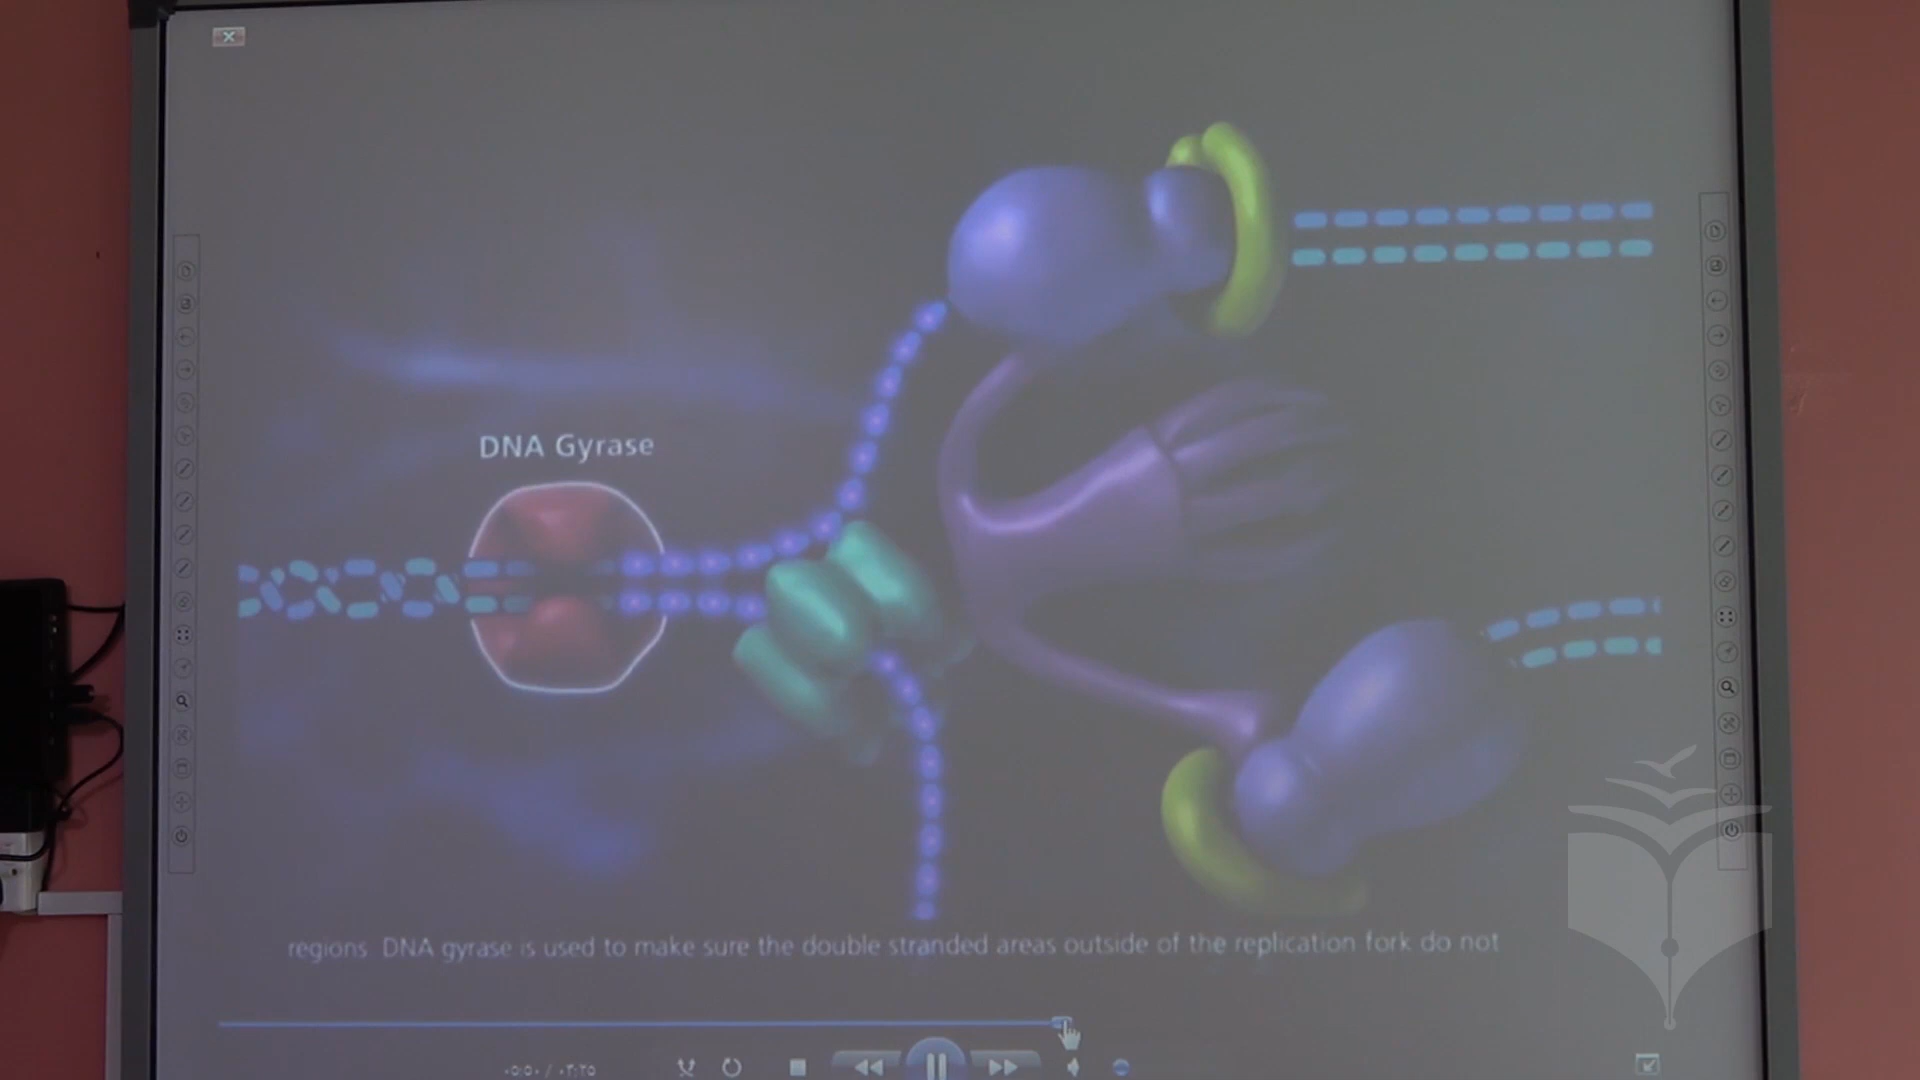 DNA Gyrase
regions DNA gyrase is used to make sure the double stranded areas outside of the replication fork do not